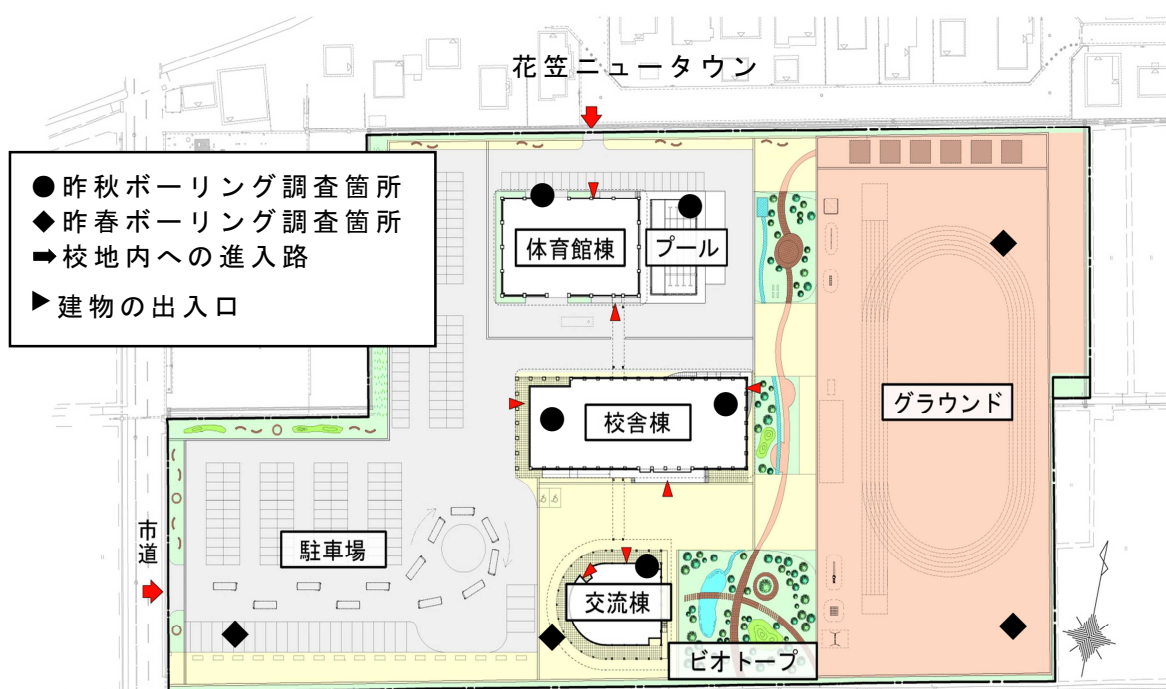 花笠ニュータウン
●昨秋ボーリング調査箇所
◆昨春ボーリング調査箇所
➡校地内への進入路
▶建物の出入口
体育館棟
プール
校舎棟
グラウンド
市道
駐車場
交流棟
ビオトープ